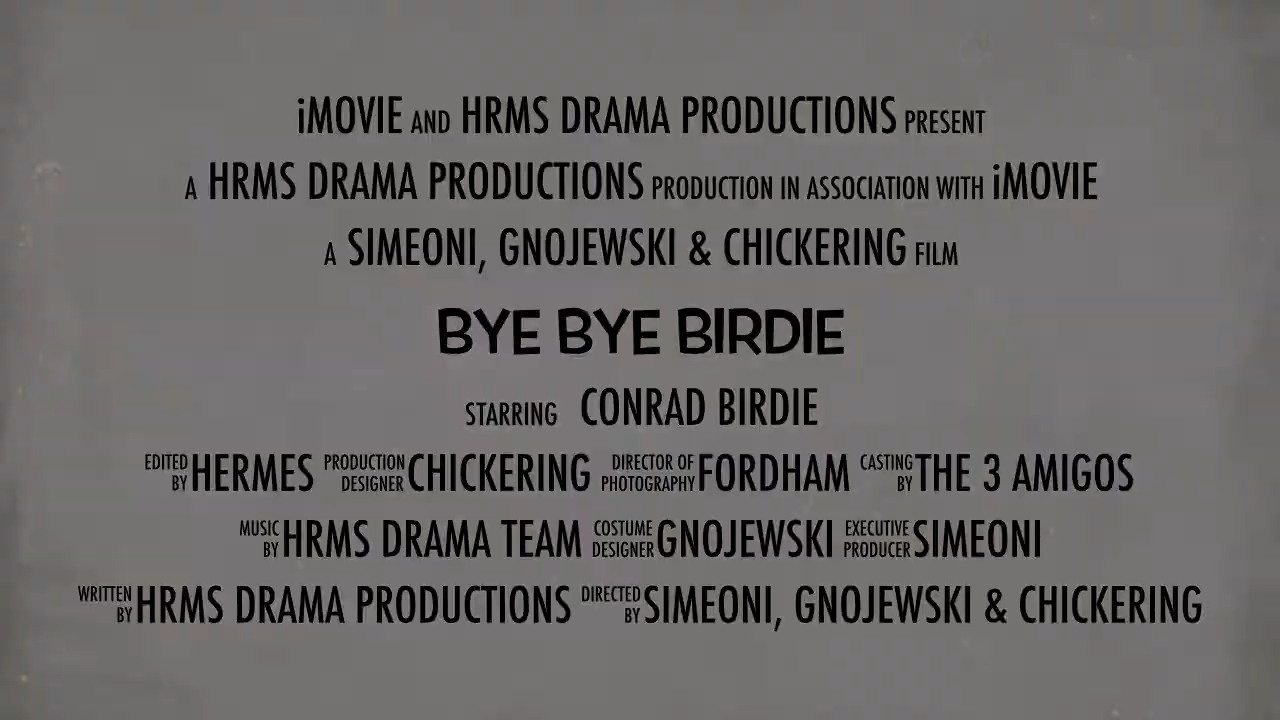 iMOVIE AND HRMS DRAMA PRODUCTIONS PRESENT
A HRMS DRAMA PRODUCTIONS PRODUCTION IN ASSOCIATION WITH iMOVIE
A SIMEONI, GNOJEWSKI & CHICKERING FILM
BYE BYE BIRDIE
STARRING CONRAD BIRDIE
EDITED BY HERMES PRODUCTION DESIGNER CHICKERING DIRECTOR OF PHOTOGRAPHY FORDHAM CASTING BY THE 3 AMIGOS
MUSIC BY HRMS DRAMA TEAM COSTUME DESIGNER GNOJEWSKI EXECUTIVE PRODUCER SIMEONI
WRITTEN BY HRMS DRAMA PRODUCTIONS DIRECTED BY SIMEONI, GNOJEWSKI & CHICKERING